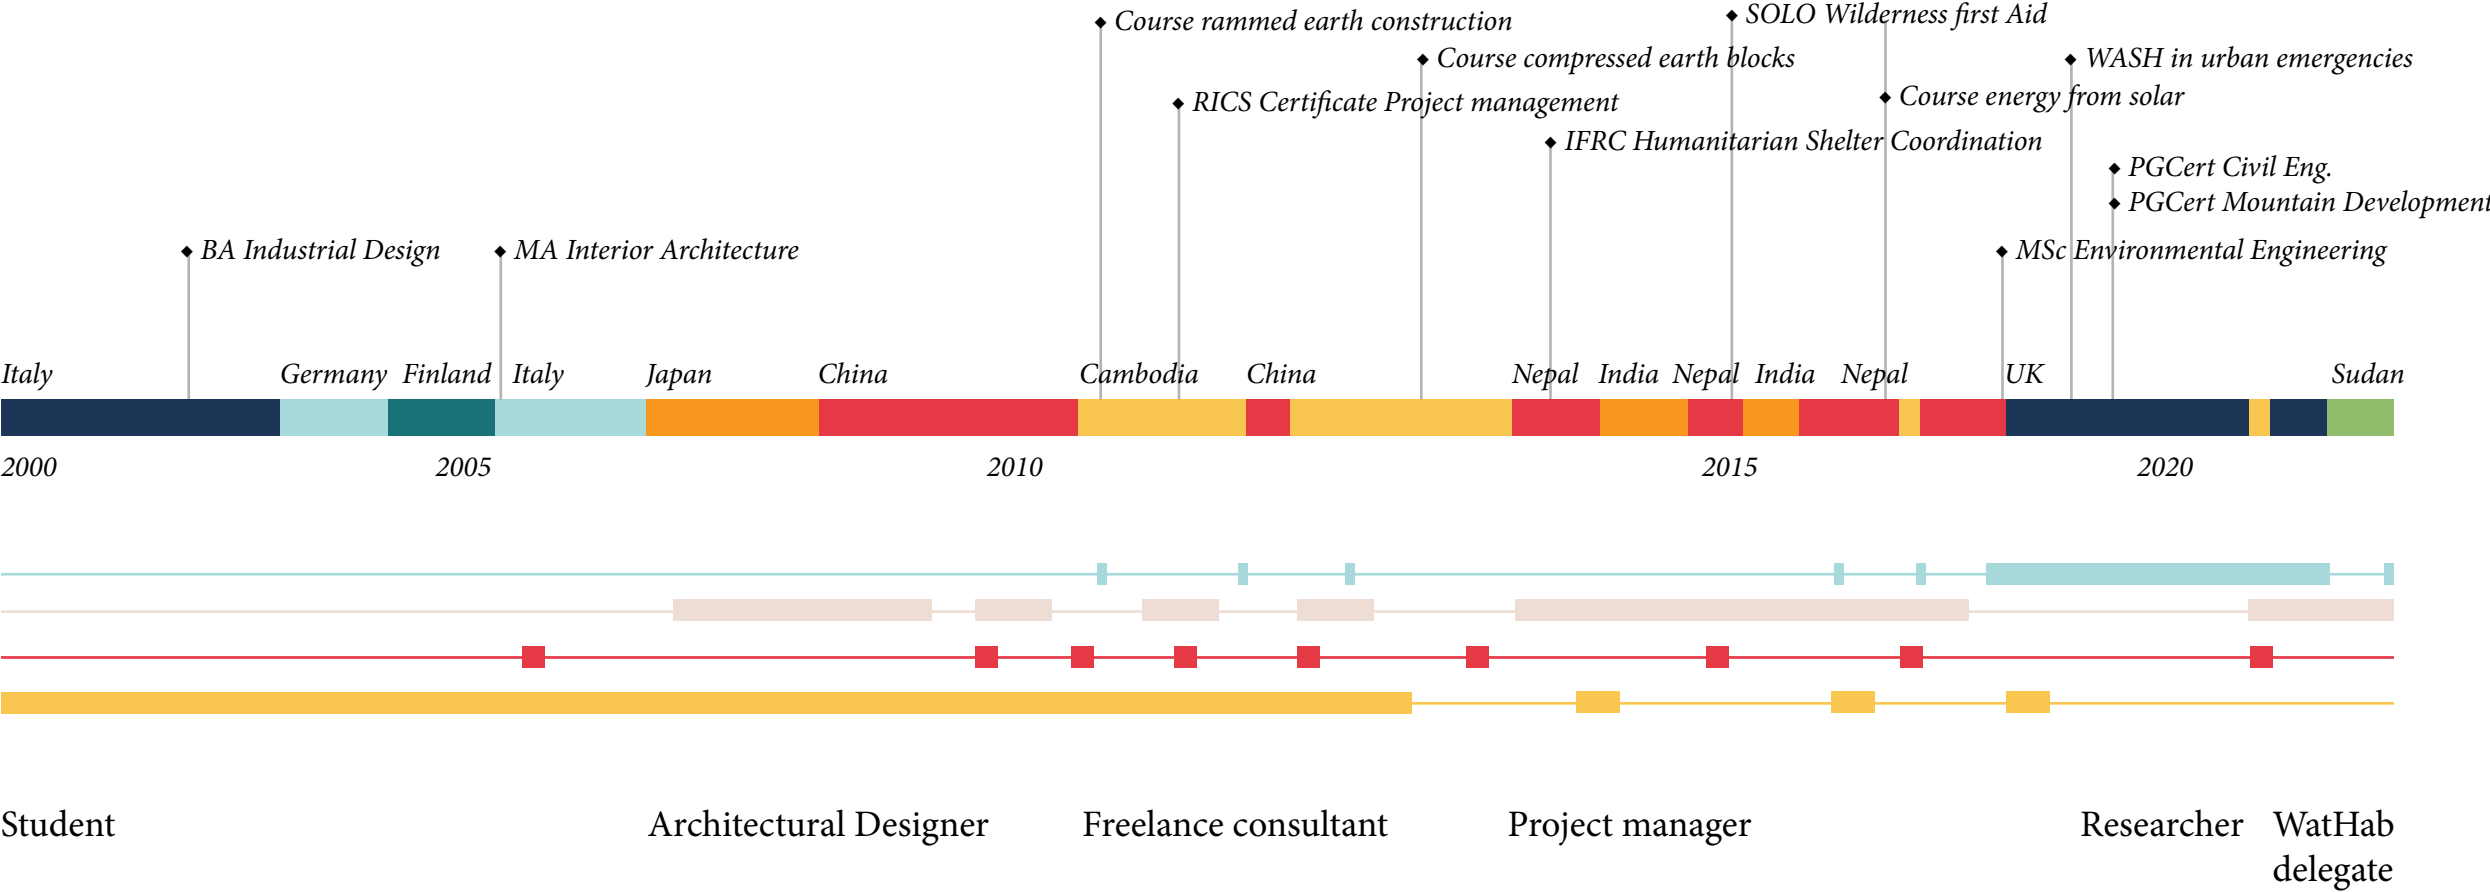 SOLO Wilderness first Aid
Course rammed earth construction
Course compressed earth blocks
WASH in urban emergencies
Course energy from solar
RICS Certificate Project management
IFRC Humanitarian Shelter Coordination
PGCert Civil Eng.
PGCert Mountain Development
BA Industrial Design
MA Interior Architecture
MSc Environmental Engineering
Italy Germany Finland Italy Japan China Cambodia China Nepal India Nepal India Nepal UK Sudan
2000 2005 2010 2015 2020
Student Architectural Designer Freelance consultant Project manager Researcher WatHab
delegate